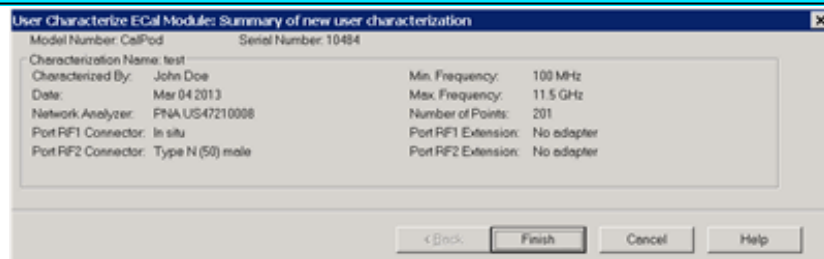 User Characterize ECal Module: Summary of new user characterization
Model Number: CalPod Serial Number: 10484
Characterization Name: test
Characterized By: John Doe Min. Frequency: 100 MHz
Date: Mar 04 2013 Max. Frequency: 11.5 GHz
Network Analyzer: PNA US47210008 Number of Points: 201
Port RF1 Connector: In situ Port RF1 Extension: No adapter
Port RF2 Connector: Type N (50) male Port RF2 Extension: No adapter
< Back Finish Cancel Help